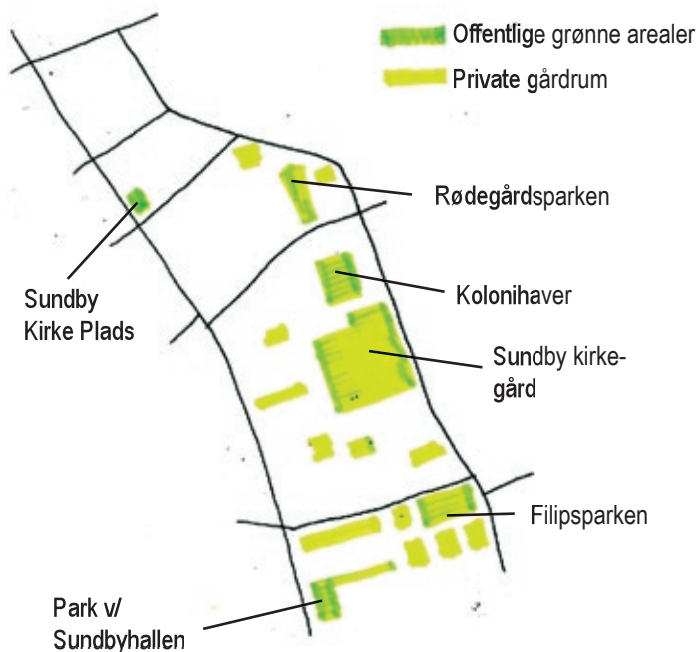 Offentlige grønne arealer
Private gårdrum
Rødegårdsparken
Kolonihaver
Sundby
Kirke Plads
Sundby kirke-
gård
Filipsparken
Park v/
Sundbyhallen